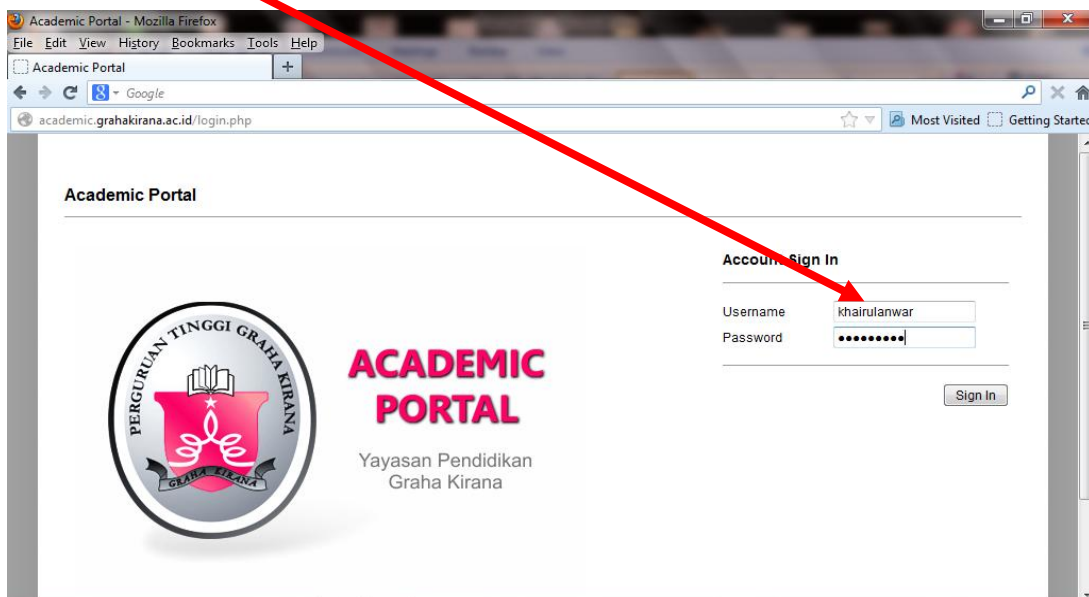 Academic Portal - Mozilla Firefox
File Edit View History Bookmarks Tools Help
Academic Portal +
Google
academic.grahakirana.ac.id/login.php
Most Visited Getting Started
Academic Portal
Account Sign In
Username khairulanwar
Password •••••••••
Sign In
PERGURUAN TINGGI GRAHA KIRANA
GRAHA KIRANA
ACADEMIC
PORTAL
Yayasan Pendidikan
Graha Kirana